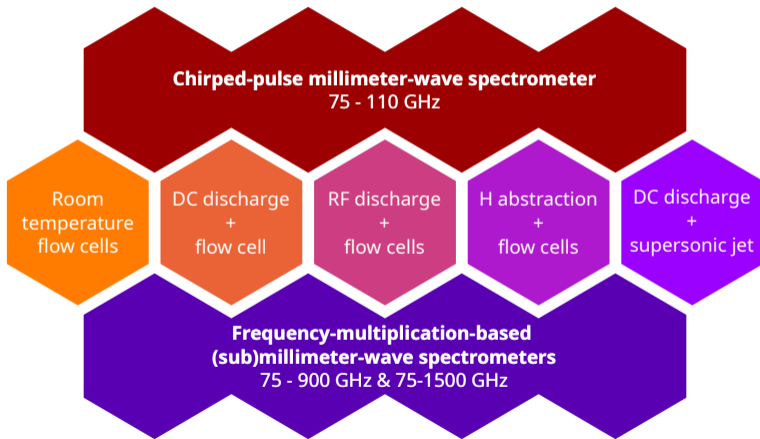 Chirped-pulse millimeter-wave spectrometer
75 - 110 GHz
Room
temperature
flow cells
DC discharge
+
flow cell
RF discharge
+
flow cells
H abstraction
+
flow cells
DC discharge
+
supersonic jet
Frequency-multiplication-based
(sub)millimeter-wave spectrometers
75 - 900 GHz & 75-1500 GHz